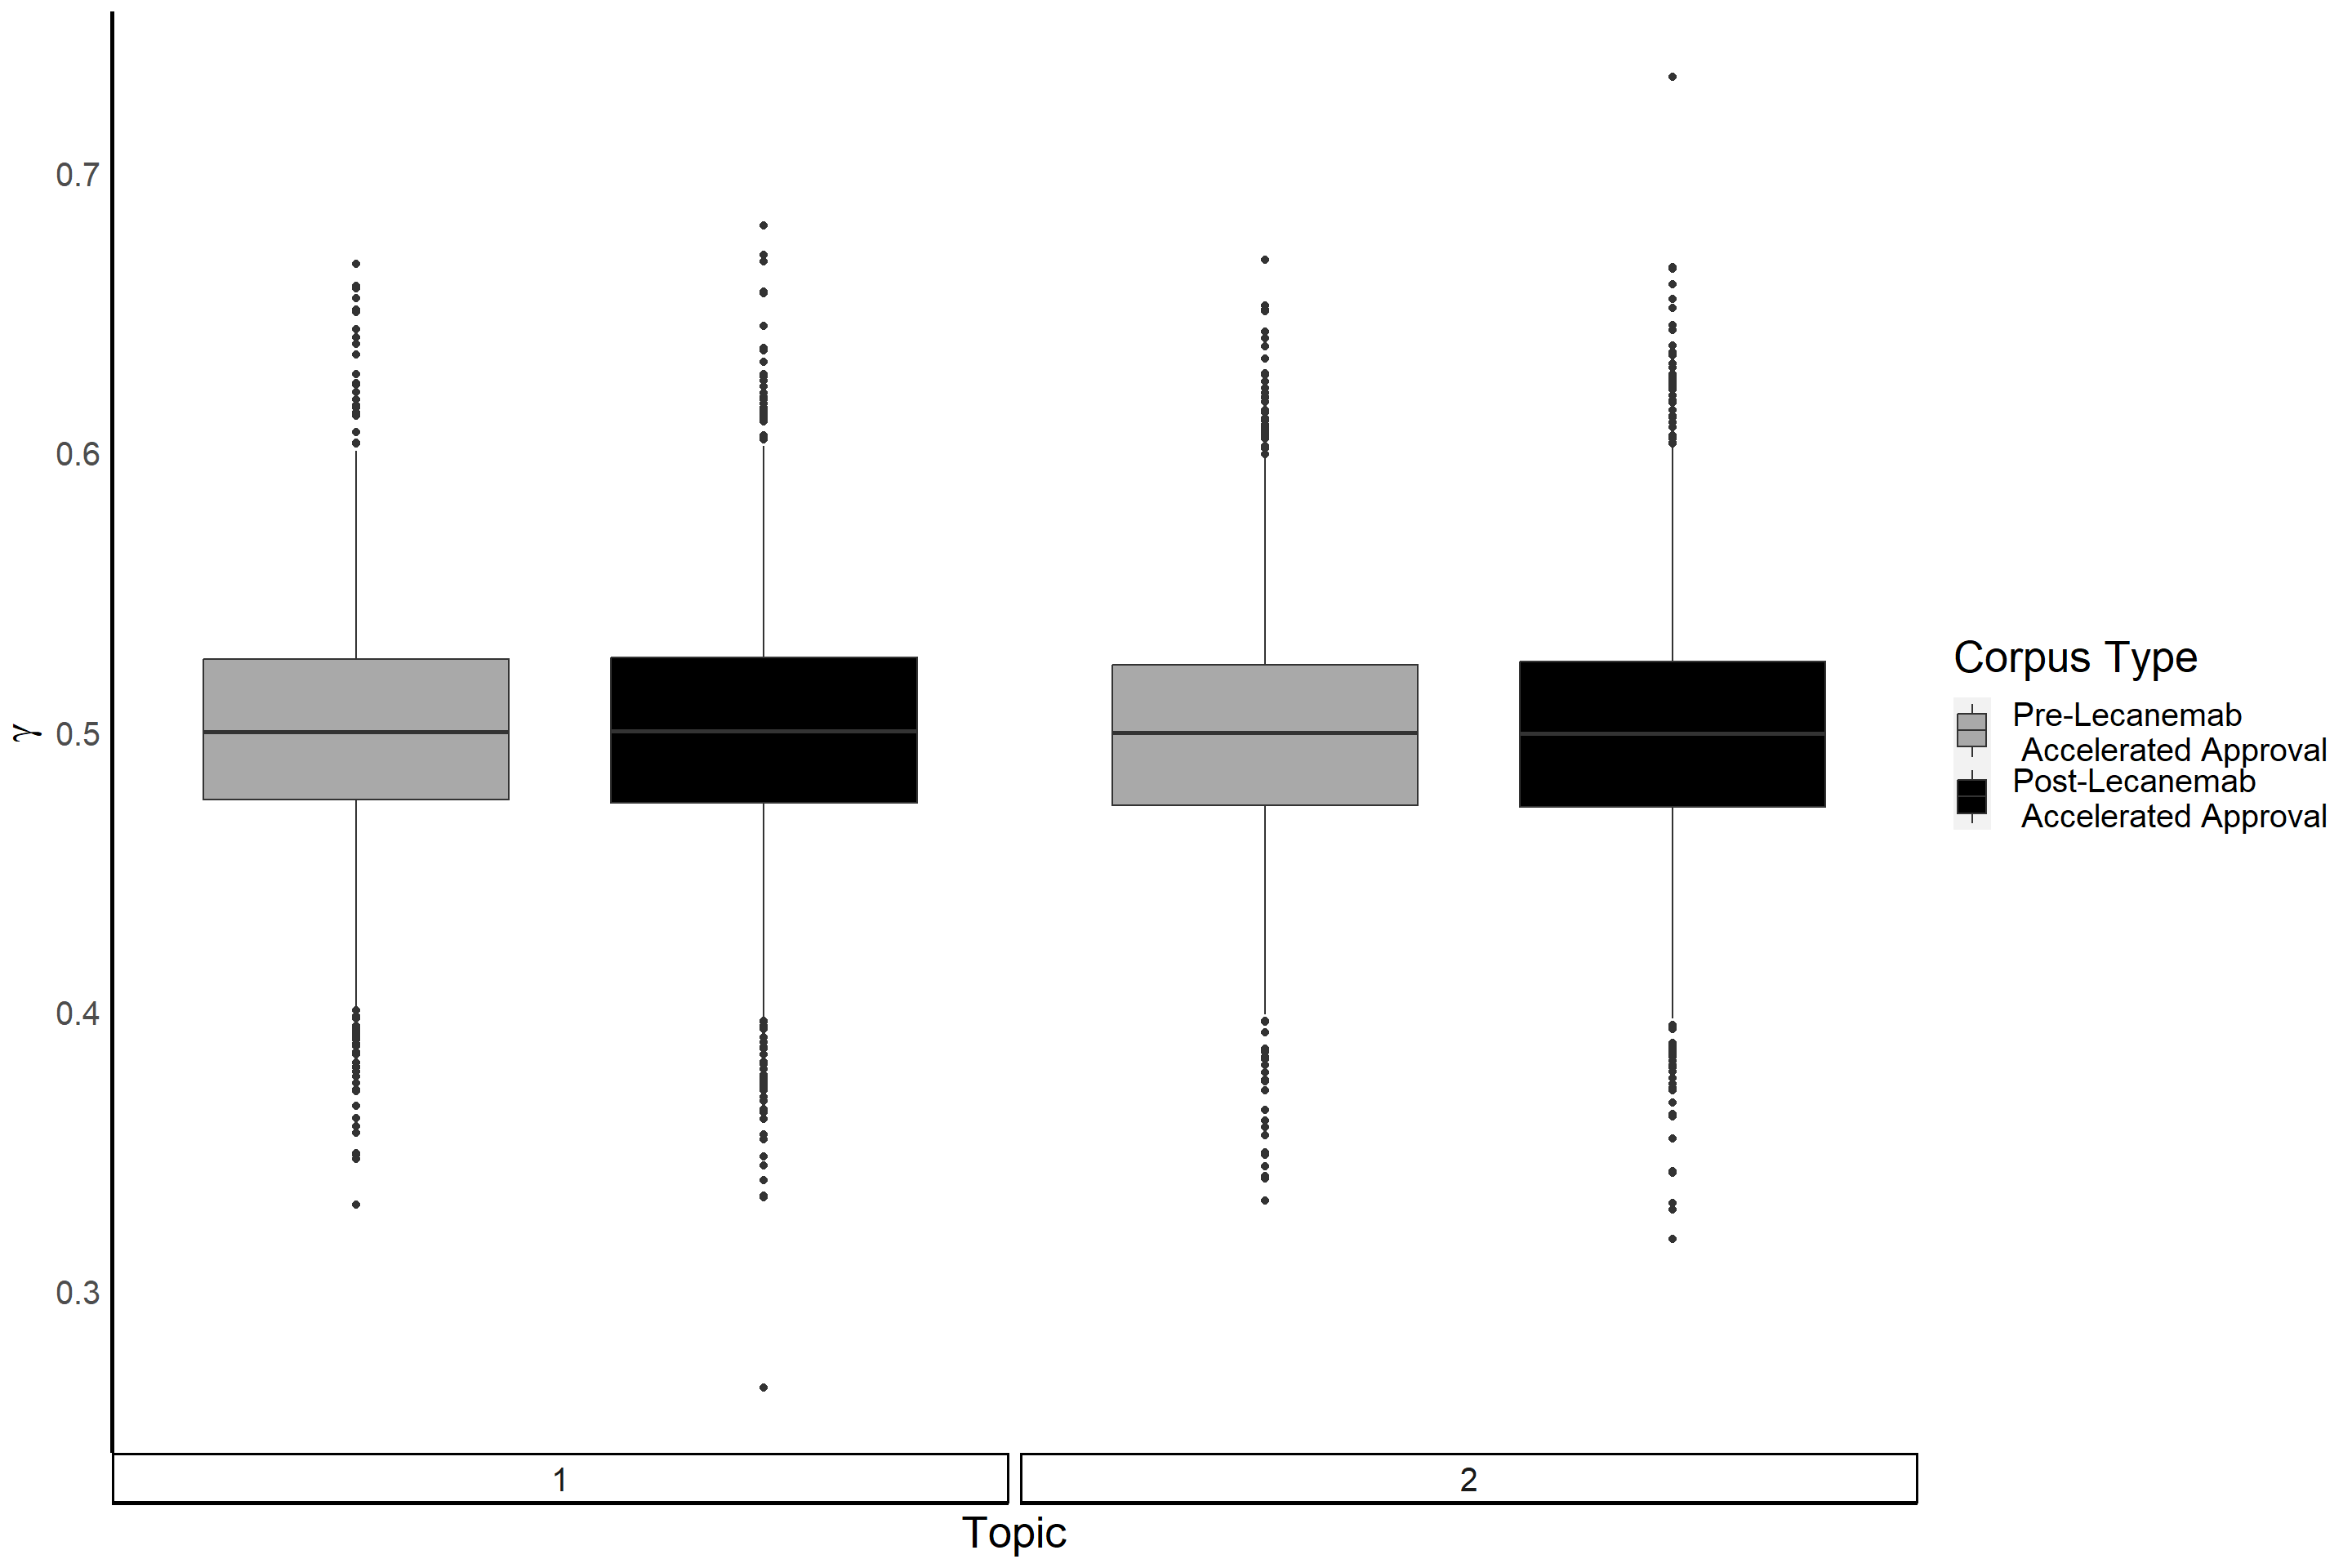 0.7
0.6
0.5
0.4
0.3
γ
1
2
Topic
Corpus Type
Pre-Lecanemab
Accelerated Approval
Post-Lecanemab
Accelerated Approval